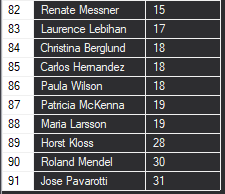 82 Renate Messner 15
83 Laurence Lebihan 17
84 Christina Berglund 18
85 Carlos Hernandez 18
86 Paula Wilson 18
87 Patricia McKenna 19
88 Maria Larsson 19
89 Horst Kloss 28
90 Roland Mendel 30
91 Jose Pavarotti 31